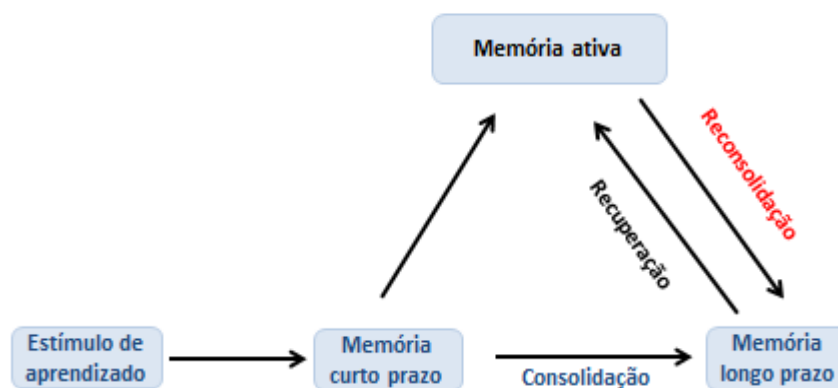 Memória ativa
Reconsolidação
Recuperação
Estímulo de
aprendizado
Memória
curto prazo
Consolidação
Memória
longo prazo